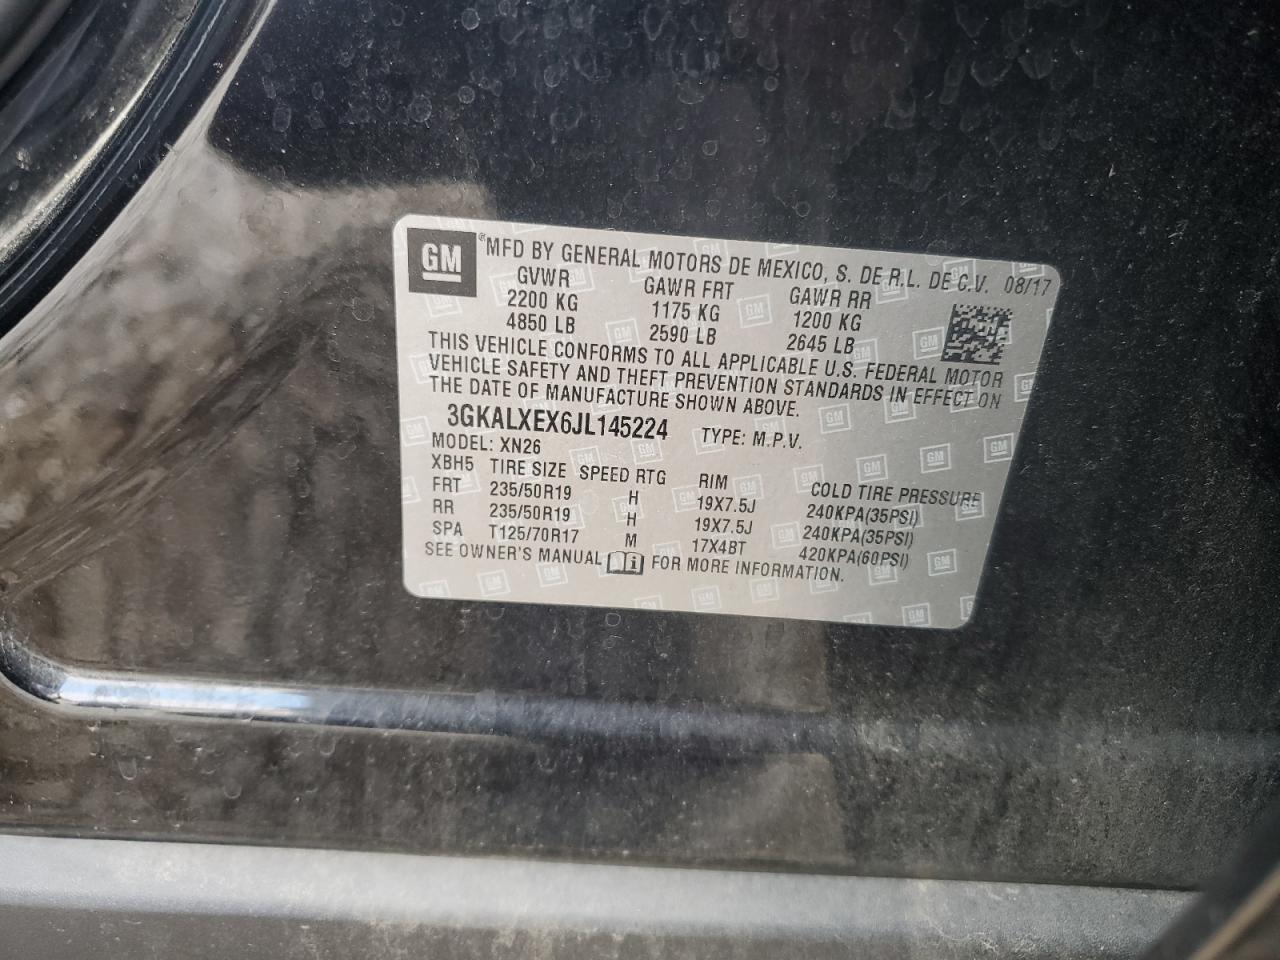 GM ®MFD BY GENERAL MOTORS DE MEXICO, S. DE R.L. DE C.V. 08/17
GVWR GAWR FRT GAWR RR
2200 KG 1175 KG 1200 KG
4850 LB 2590 LB 2645 LB
THIS VEHICLE CONFORMS TO ALL APPLICABLE U.S. FEDERAL MOTOR
VEHICLE SAFETY AND THEFT PREVENTION STANDARDS IN EFFECT ON
THE DATE OF MANUFACTURE SHOWN ABOVE.
3GKALXEX6JL145224 TYPE: M.P.V.
MODEL: XN26
XBH5 TIRE SIZE SPEED RTG RIM COLD TIRE PRESSURE
FRT 235/50R19 H 19X7.5J 240KPA(35PSI)
RR 235/50R19 H 19X7.5J 240KPA(35PSI)
SPA T125/70R17 M 17X4BT 420KPA(60PSI)
SEE OWNER'S MANUAL FOR MORE INFORMATION.